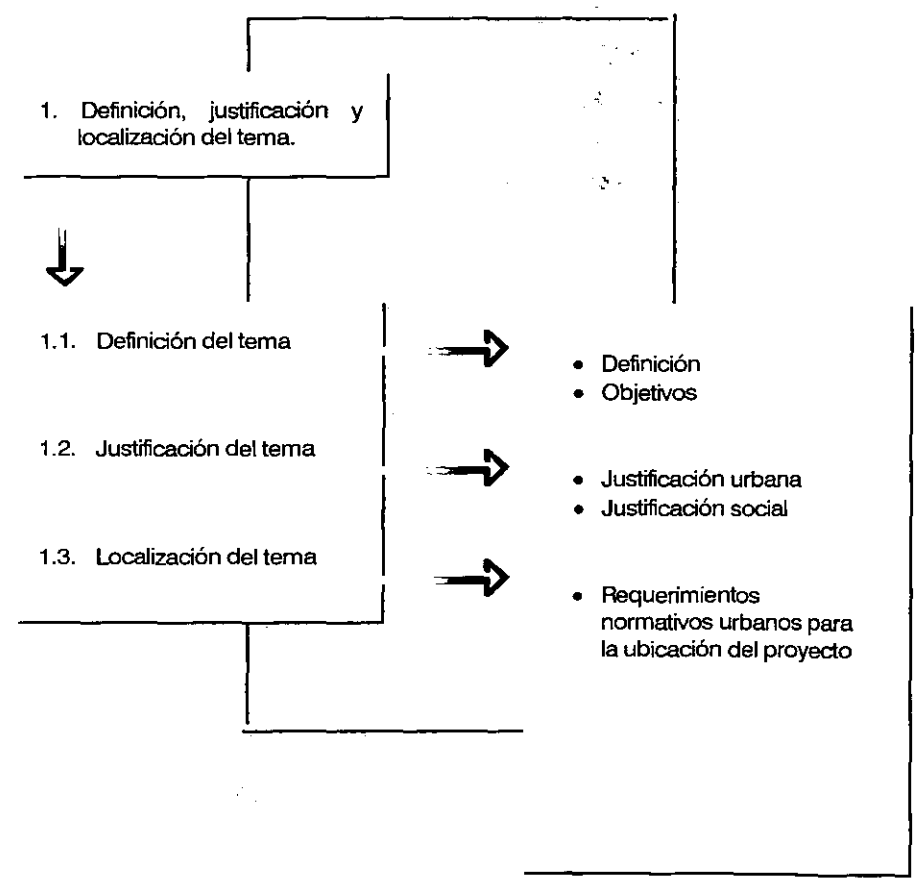 1. Definición, justificación y
localización del tema.
1.1. Definición del tema
• Definición
• Objetivos
1.2. Justificación del tema
• Justificación urbana
• Justificación social
1.3. Localización del tema
• Requerimientos
normativos urbanos para
la ubicación del proyecto